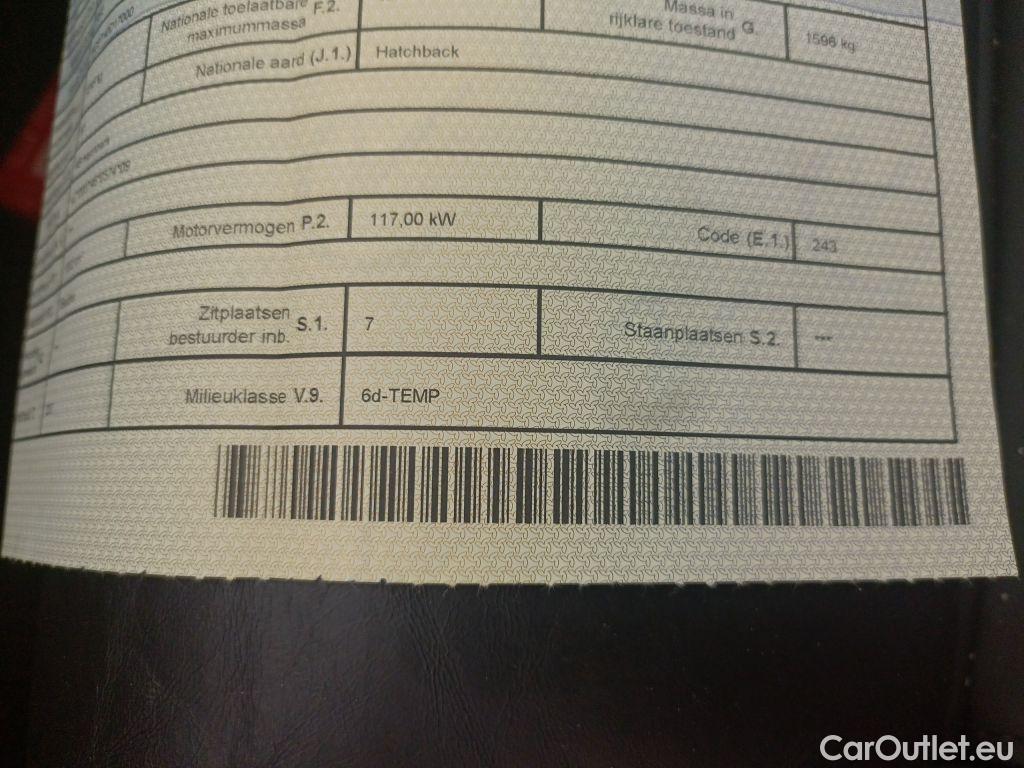 Nationale toelaatbare F.2.
maximummassa
Massa in G.
rijklare toestand
1596 kg
Nationale aard (J.1.) Hatchback
Motorvermogen P.2. 117,00 kW Code (E.1.) 243
Zitplaatsen S.1.
bestuurder inb.
7
Staanplaatsen S.2. ---
Milieuklasse V.9. 6d-TEMP
CarOutlet.eu